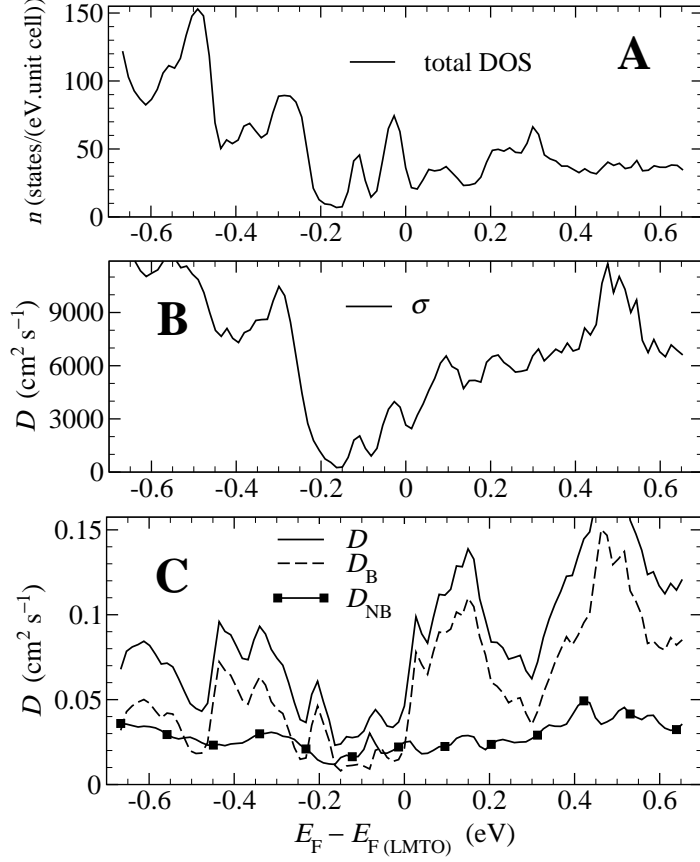 150
100
50
0
n (states/(eV.unit cell))
total DOS
A
-0.6 -0.4 -0.2 0 0.2 0.4 0.6
9000
6000
3000
0
D (cm² s⁻¹)
B
σ
-0.6 -0.4 -0.2 0 0.2 0.4 0.6
0.15
0.1
0.05
0
D (cm² s⁻¹)
C
D
D_B
D_NB
-0.6 -0.4 -0.2 0 0.2 0.4 0.6
E_F − E_F (LMTO) (eV)